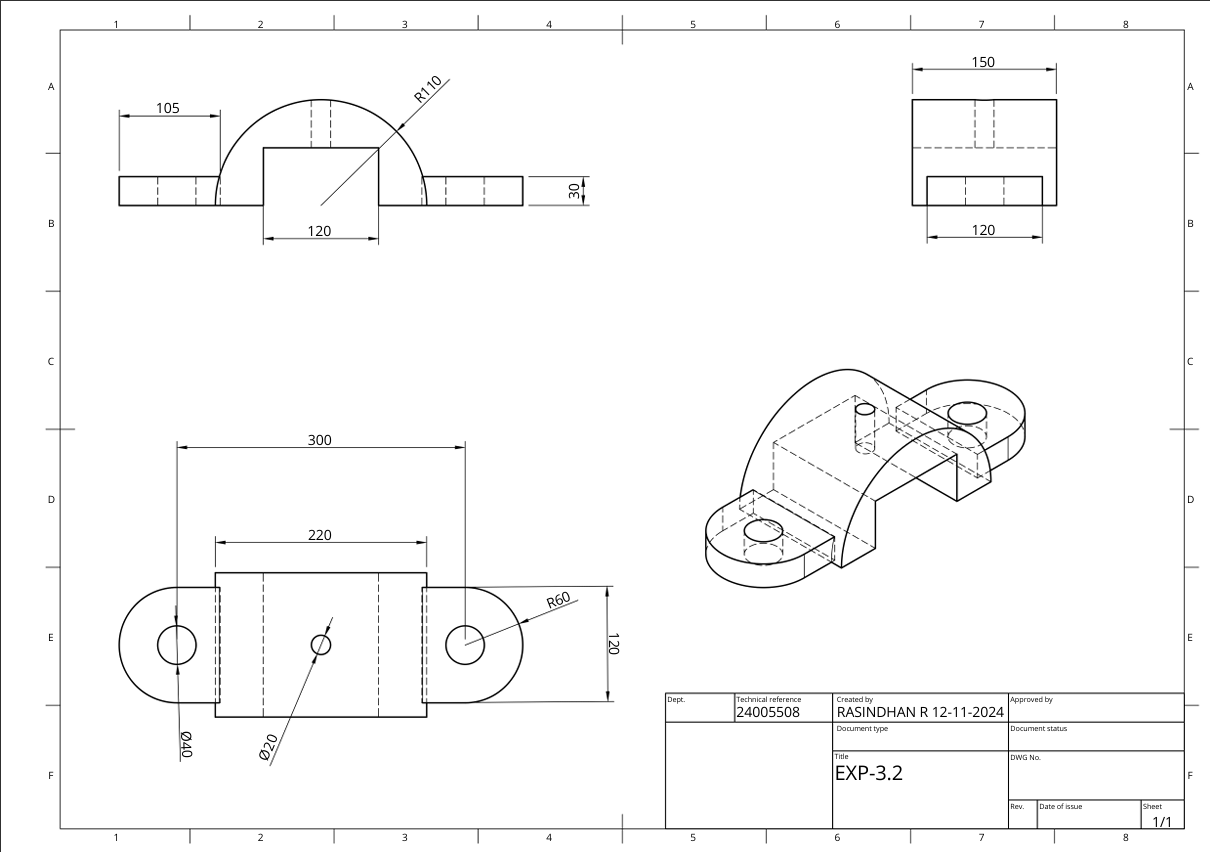 1 2 3 4 5 6 7 8
A A
150
R110
105
30
B B
120 120
C C
300
D D
220
R60
E 120 E
Ø40 Ø20
Dept. Technical reference Created by Approved by
24005508 RASINDHAN R 12-11-2024
Document type Document status
Title DWG No.
EXP-3.2
F F
Rev. Date of issue Sheet
1/1
1 2 3 4 5 6 7 8